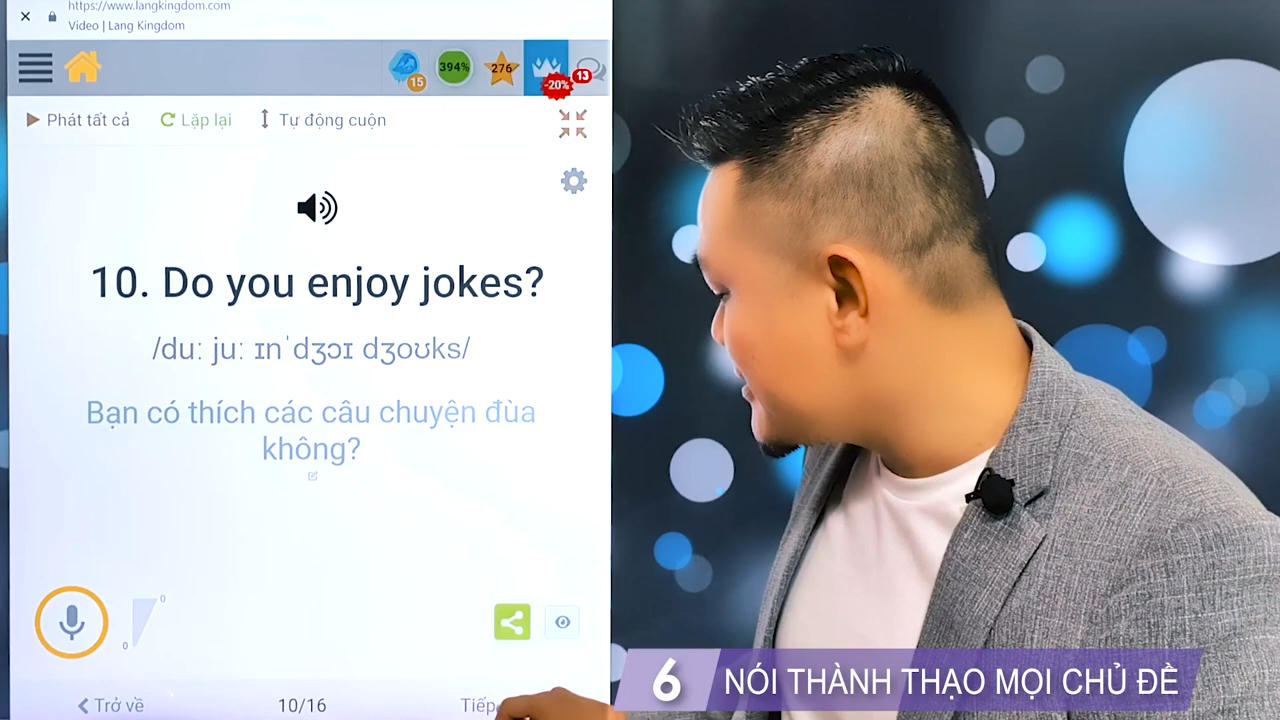 https://www.langkingdom.com
Video | Lang Kingdom
15
394%
276
-20%
13
Phát tất cả
Lặp lại
Tự động cuộn
10. Do you enjoy jokes?
/duː juː ɪnˈdʒɔɪ dʒoʊks/
Bạn có thích các câu chuyện đùa
không?
0
0
Trở về
10/16
Tiếp
6 NÓI THÀNH THẠO MỌI CHỦ ĐỀ